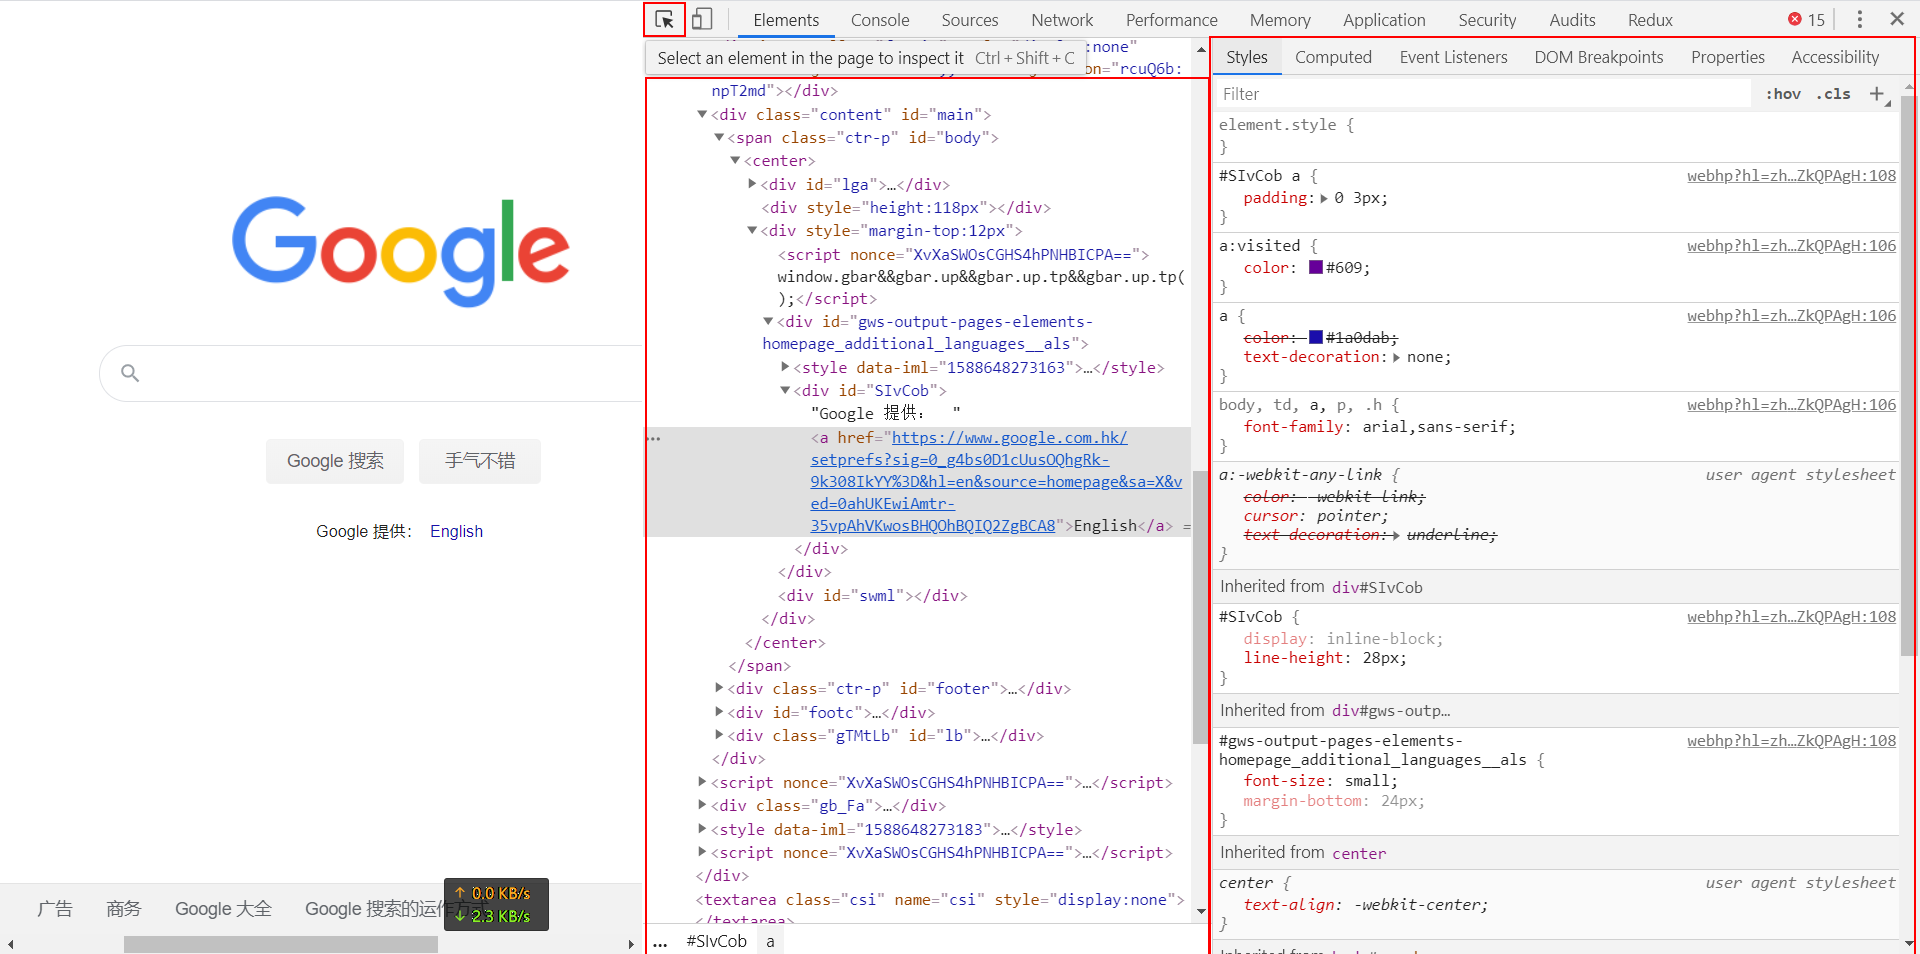 Google
Google 搜索
手气不错
Google 提供： English
广告 商务 Google 大全 Google 搜索的运作方式
↑ 0.0 KB/s
↓ 2.3 KB/s
Elements Console Sources Network Performance Memory Application Security Audits Redux 15
Select an element in the page to inspect it Ctrl + Shift + C
:none"
on="rcuQ6b:
npT2md"></div>
<div class="content" id="main">
<span class="ctr-p" id="body">
<center>
<div id="lga">…</div>
<div style="height:118px"></div>
<div style="margin-top:12px">
<script nonce="XvXaSWOsCGHS4hPNHBICPA==">
window.gbar&&gbar.up&&gbar.up.tp&&gbar.up.tp(
);</script>
<div id="gws-output-pages-elements-
homepage_additional_languages__als">
<style data-iml="1588648273163">…</style>
<div id="SIvCob">
"Google 提供： "
<a href="https://www.google.com.hk/
setprefs?sig=0_g4bs0D1cUusOQhgRk-
9k308IkYY%3D&hl=en&source=homepage&sa=X&v
ed=0ahUKEwiAmtr-
35vpAhVKwosBHQOhBQIQ2ZgBCA8">English</a> =
</div>
</div>
<div id="swml"></div>
</div>
</center>
</span>
<div class="ctr-p" id="footer">…</div>
<div id="footc">…</div>
<div class="gTMtLb" id="lb">…</div>
</div>
<script nonce="XvXaSWOsCGHS4hPNHBICPA==">…</script>
<div class="gb_Fa">…</div>
<style data-iml="1588648273183">…</style>
<script nonce="XvXaSWOsCGHS4hPNHBICPA==">…</script>
</div>
<textarea class="csi" name="csi" style="display:none">
</textarea>
... #SIvCob a
Styles Computed Event Listeners DOM Breakpoints Properties Accessibility
Filter :hov .cls +
element.style {
}
#SIvCob a { webhp?hl=zh…ZkQPAgH:108
padding: 0 3px;
}
a:visited { webhp?hl=zh…ZkQPAgH:106
color: #609;
}
a { webhp?hl=zh…ZkQPAgH:106
color: #1a0dab;
text-decoration: none;
}
body, td, a, p, .h { webhp?hl=zh…ZkQPAgH:106
font-family: arial,sans-serif;
}
a:-webkit-any-link { user agent stylesheet
color: -webkit-link;
cursor: pointer;
text-decoration: underline;
}
Inherited from div#SIvCob
#SIvCob { webhp?hl=zh…ZkQPAgH:108
display: inline-block;
line-height: 28px;
}
Inherited from div#gws-outp…
#gws-output-pages-elements- webhp?hl=zh…ZkQPAgH:108
homepage_additional_languages__als {
font-size: small;
margin-bottom: 24px;
}
Inherited from center
center { user agent stylesheet
text-align: -webkit-center;
}